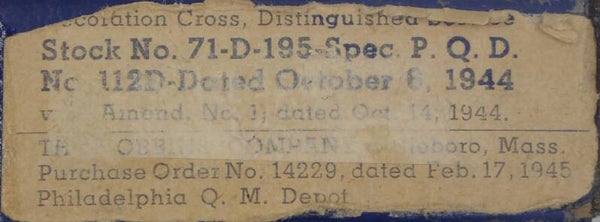 Cross, Distinguished
Stock No. 71-D-195-Spec. P. Q. D.
No 112D-Dated October 6, 1944
Amend. No. 1; dated Oct. 14, 1944.
COMPANY Mass.
Purchase Order No. 14229, dated Feb. 17, 1945
Philadelphia Q. M. Depot